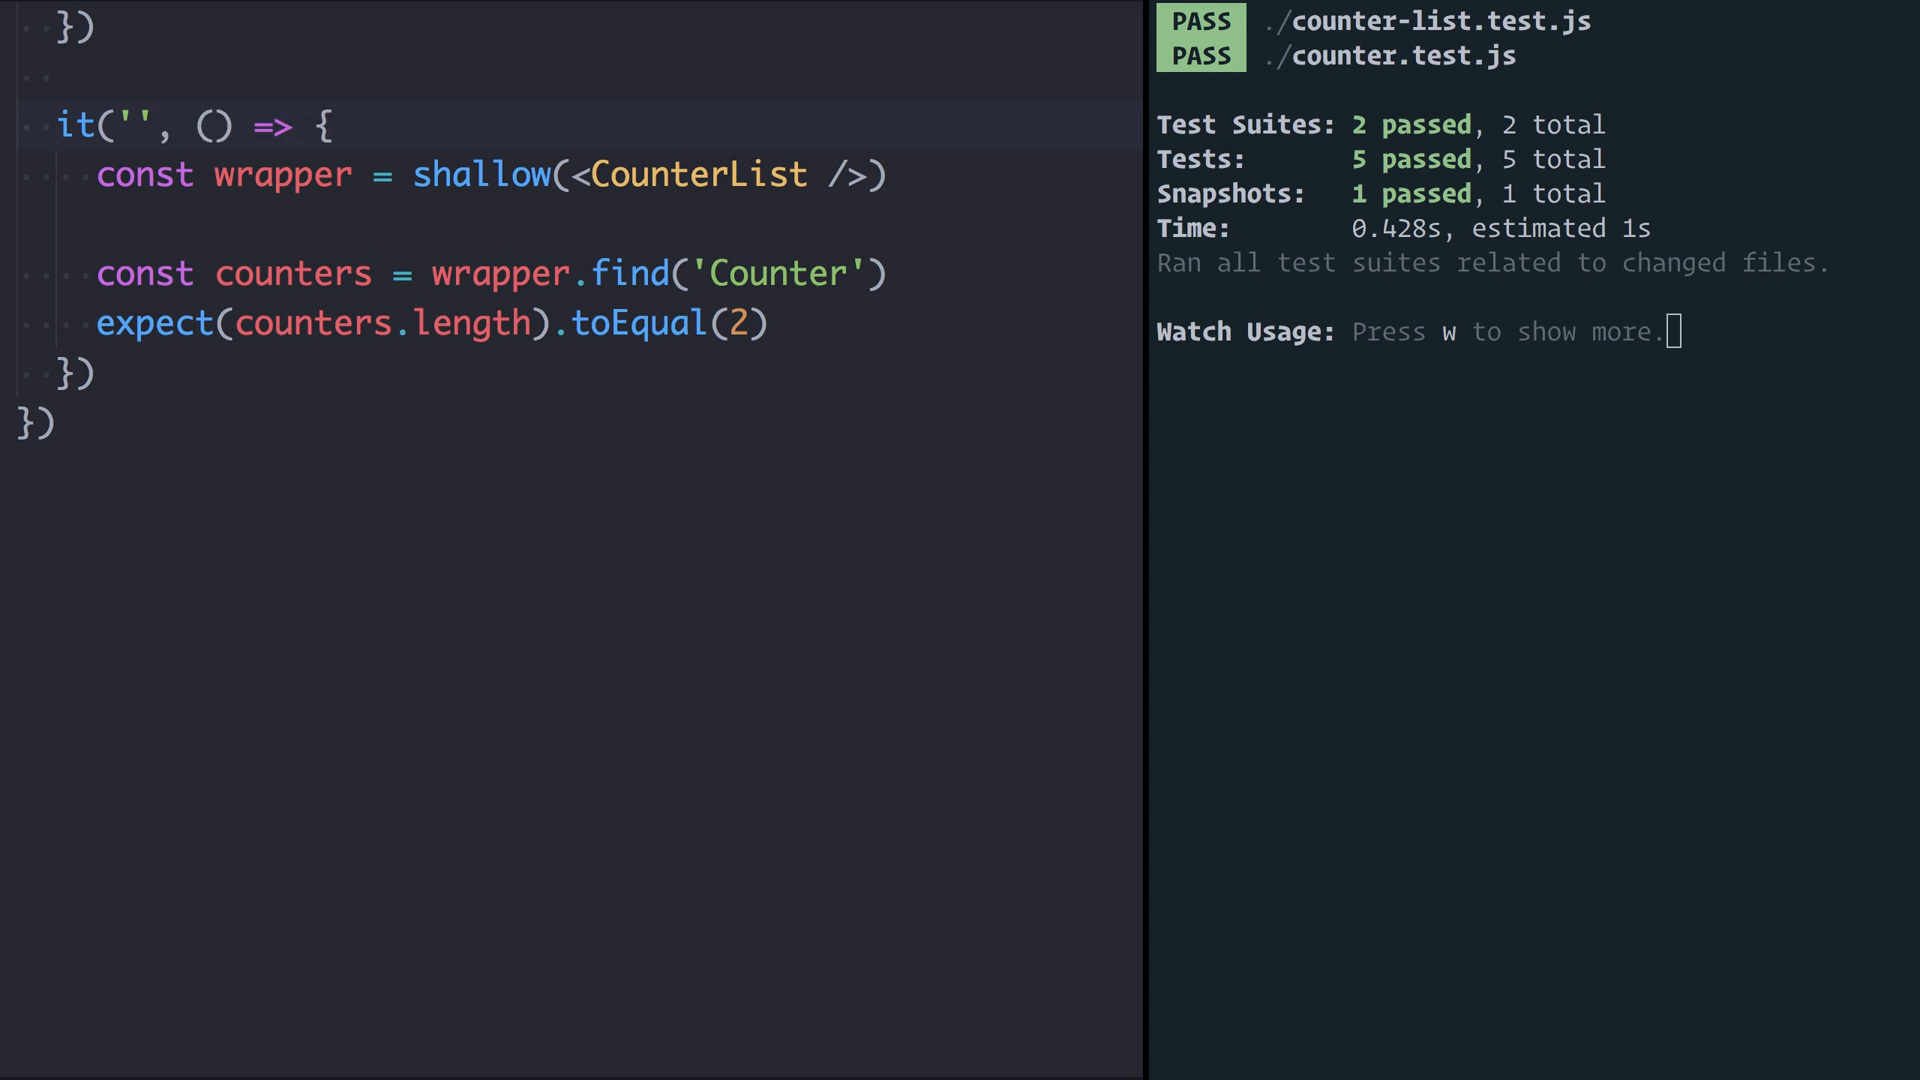 })
it('', () => {
const wrapper = shallow(<CounterList />)
const counters = wrapper.find('Counter')
expect(counters.length).toEqual(2)
})
})
PASS ./counter-list.test.js
PASS ./counter.test.js
Test Suites: 2 passed, 2 total
Tests: 5 passed, 5 total
Snapshots: 1 passed, 1 total
Time: 0.428s, estimated 1s
Ran all test suites related to changed files.
Watch Usage: Press w to show more.